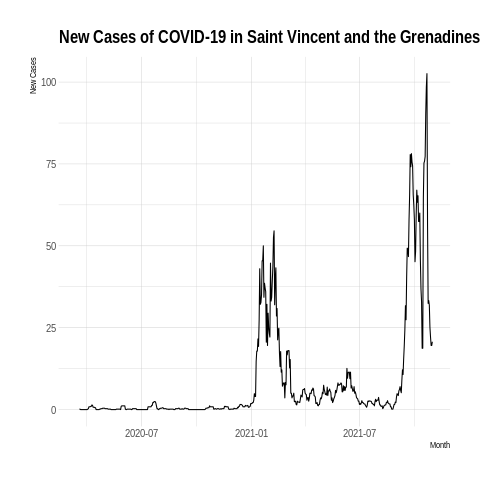 New Cases of COVID-19 in Saint Vincent and the Grenadines
New Cases
100
75
50
25
0
2020-07 2021-01 2021-07
Month